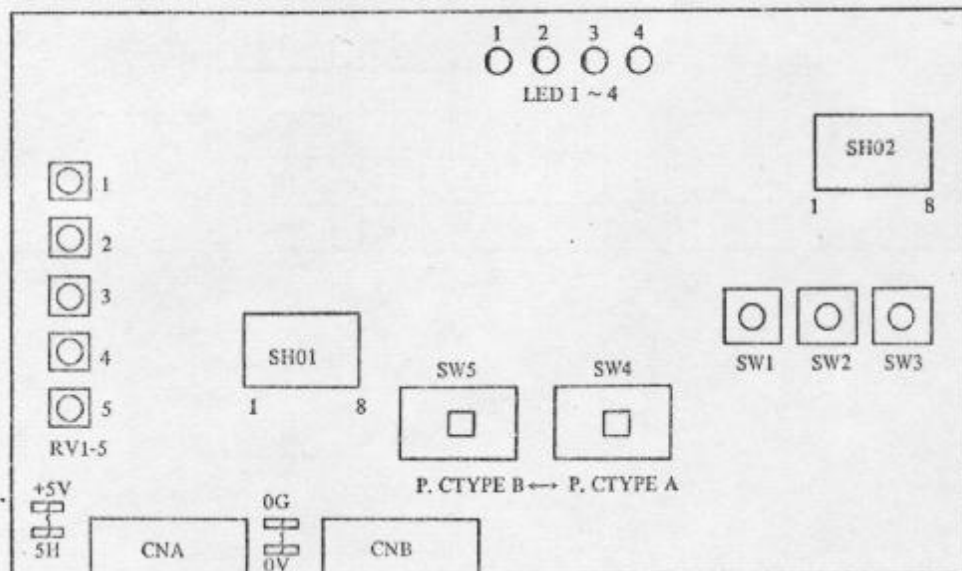 1 2 3 4
LED 1 ~ 4
SH02
1 8
1
2
3
4
5
RV1-5
SH01
1 8
SW1 SW2 SW3
SW5 SW4
P. CTYPE B ↔ P. CTYPE A
+5V
5H
CNA
0G
0V
CNB